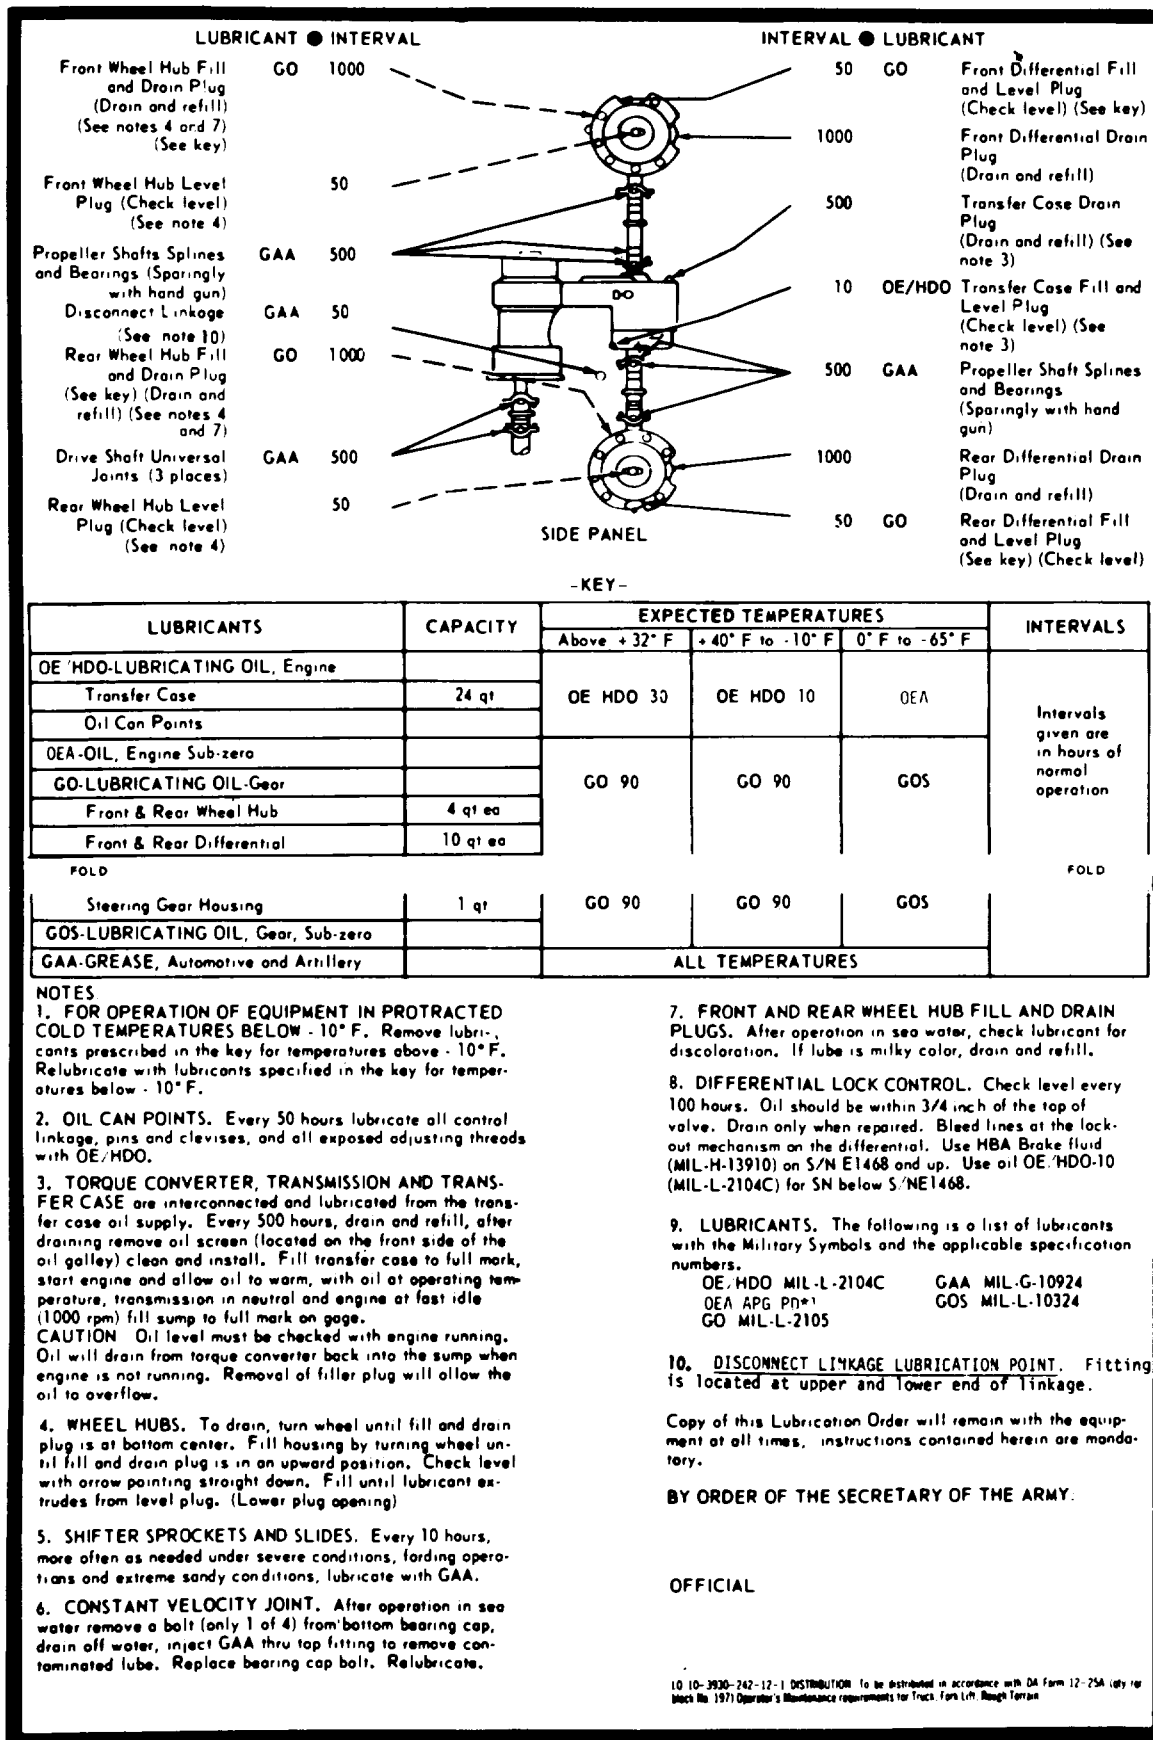 LUBRICANT ● INTERVAL
Front Wheel Hub Fill GO 1000
and Drain Plug
(Drain and refill)
(See notes 4 and 7)
(See key)
Front Wheel Hub Level 50
Plug (Check level)
(See note 4)
Propeller Shafts Splines GAA 500
and Bearings (Sparingly
with hand gun)
Disconnect Linkage GAA 50
(See note 10)
Rear Wheel Hub Fill GO 1000
and Drain Plug
(See key) (Drain and
refill) (See notes 4
and 7)
Drive Shaft Universal GAA 500
Joints (3 places)
Rear Wheel Hub Level 50
Plug (Check level)
(See note 4)
INTERVAL ● LUBRICANT
50 GO Front Differential Fill
and Level Plug
(Check level) (See key)
1000 Front Differential Drain
Plug
(Drain and refill)
500 Transfer Case Drain
Plug
(Drain and refill) (See
note 3)
10 OE/HDO Transfer Case Fill and
Level Plug
(Check level) (See
note 3)
500 GAA Propeller Shaft Splines
and Bearings
(Sparingly with hand
gun)
1000 Rear Differential Drain
Plug
(Drain and refill)
50 GO Rear Differential Fill
and Level Plug
(See key) (Check level)
SIDE PANEL
-KEY-
LUBRICANTS CAPACITY EXPECTED TEMPERATURES INTERVALS
Above +32° F +40° F to -10° F 0° F to -65° F
OE/HDO-LUBRICATING OIL, Engine
Transfer Case 24 qt OE HDO 30 OE HDO 10 OEA
Oil Can Points
OEA-OIL, Engine Sub-zero
GO-LUBRICATING OIL-Gear GO 90 GO 90 GOS
Front & Rear Wheel Hub 4 qt ea
Front & Rear Differential 10 qt ea
Intervals
given are
in hours of
normal
operation
FOLD FOLD
Steering Gear Housing 1 qt GO 90 GO 90 GOS
GOS-LUBRICATING OIL, Gear, Sub-zero
GAA-GREASE, Automotive and Artillery ALL TEMPERATURES
NOTES
1. FOR OPERATION OF EQUIPMENT IN PROTRACTED
COLD TEMPERATURES BELOW - 10° F. Remove lubri-
cants prescribed in the key for temperatures above - 10° F.
Relubricate with lubricants specified in the key for temper-
atures below - 10° F.
2. OIL CAN POINTS. Every 50 hours lubricate all control
linkage, pins and clevises, and all exposed adjusting threads
with OE/HDO.
3. TORQUE CONVERTER, TRANSMISSION AND TRANS-
FER CASE are interconnected and lubricated from the trans-
fer case oil supply. Every 500 hours, drain and refill, after
draining remove oil screen (located on the front side of the
oil galley) clean and install. Fill transfer case to full mark,
start engine and allow oil to warm, with oil at operating tem-
perature, transmission in neutral and engine at fast idle
(1000 rpm) fill sump to full mark on gage.
CAUTION Oil level must be checked with engine running.
Oil will drain from torque converter back into the sump when
engine is not running. Removal of filler plug will allow the
oil to overflow.
4. WHEEL HUBS. To drain, turn wheel until fill and drain
plug is at bottom center. Fill housing by turning wheel un-
til fill and drain plug is in an upward position. Check level
with arrow pointing straight down. Fill until lubricant ex-
trudes from level plug. (Lower plug opening)
5. SHIFTER SPROCKETS AND SLIDES. Every 10 hours,
more often as needed under severe conditions, fording opera-
tions and extreme sandy conditions, lubricate with GAA.
6. CONSTANT VELOCITY JOINT. After operation in sea
water remove a bolt (only 1 of 4) from bottom bearing cap,
drain off water, inject GAA thru top fitting to remove con-
taminated lube. Replace bearing cap bolt. Relubricate.
7. FRONT AND REAR WHEEL HUB FILL AND DRAIN
PLUGS. After operation in sea water, check lubricant for
discoloration. If lube is milky color, drain and refill.
8. DIFFERENTIAL LOCK CONTROL. Check level every
100 hours. Oil should be within 3/4 inch of the top of
valve. Drain only when repaired. Bleed lines at the lock-
out mechanism on the differential. Use HBA Brake fluid
(MIL-H-13910) on S/N E1468 and up. Use oil OE/HDO-10
(MIL-L-2104C) for SN below S/NE1468.
9. LUBRICANTS. The following is a list of lubricants
with the Military Symbols and the applicable specification
numbers.
OE/HDO MIL-L-2104C GAA MIL-G-10924
OEA APG PD*1 GOS MIL-L-10324
GO MIL-L-2105
10. DISCONNECT LINKAGE LUBRICATION POINT. Fitting
is located at upper and lower end of linkage.
Copy of this Lubrication Order will remain with the equip-
ment at all times, instructions contained herein are manda-
tory.
BY ORDER OF THE SECRETARY OF THE ARMY:
OFFICIAL
LO 10-3930-242-12-1 DISTRIBUTION To be distributed in accordance with DA Form 12-25A (qty rqr
block No. 197) Operator's Maintenance requirements for Truck, Fork Lift, Rough Terrain